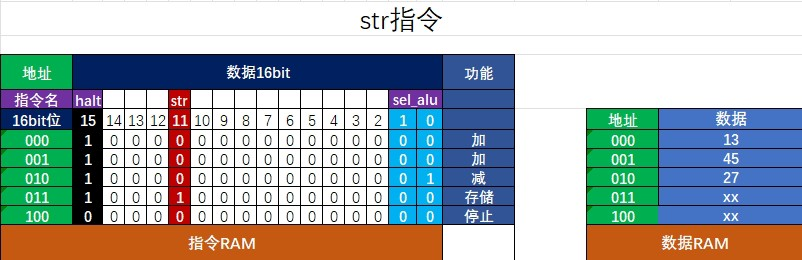 str指令
地址 数据16bit 功能
指令名 halt str sel_alu
16bit位 15 14 13 12 11 10 9 8 7 6 5 4 3 2 1 0 地址 数据
000 1 0 0 0 0 0 0 0 0 0 0 0 0 0 0 0 加 000 13
001 1 0 0 0 0 0 0 0 0 0 0 0 0 0 0 0 加 001 45
010 1 0 0 0 0 0 0 0 0 0 0 0 0 0 0 1 减 010 27
011 1 0 0 0 1 0 0 0 0 0 0 0 0 0 0 0 存储 011 xx
100 0 0 0 0 0 0 0 0 0 0 0 0 0 0 0 0 停止 100 xx
指令RAM 数据RAM